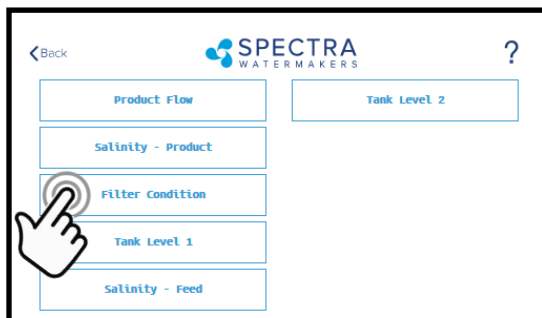 Back
SPECTRA
WATERMAKERS
?
Product Flow
Tank Level 2
Salinity - Product
Filter Condition
Tank Level 1
Salinity - Feed